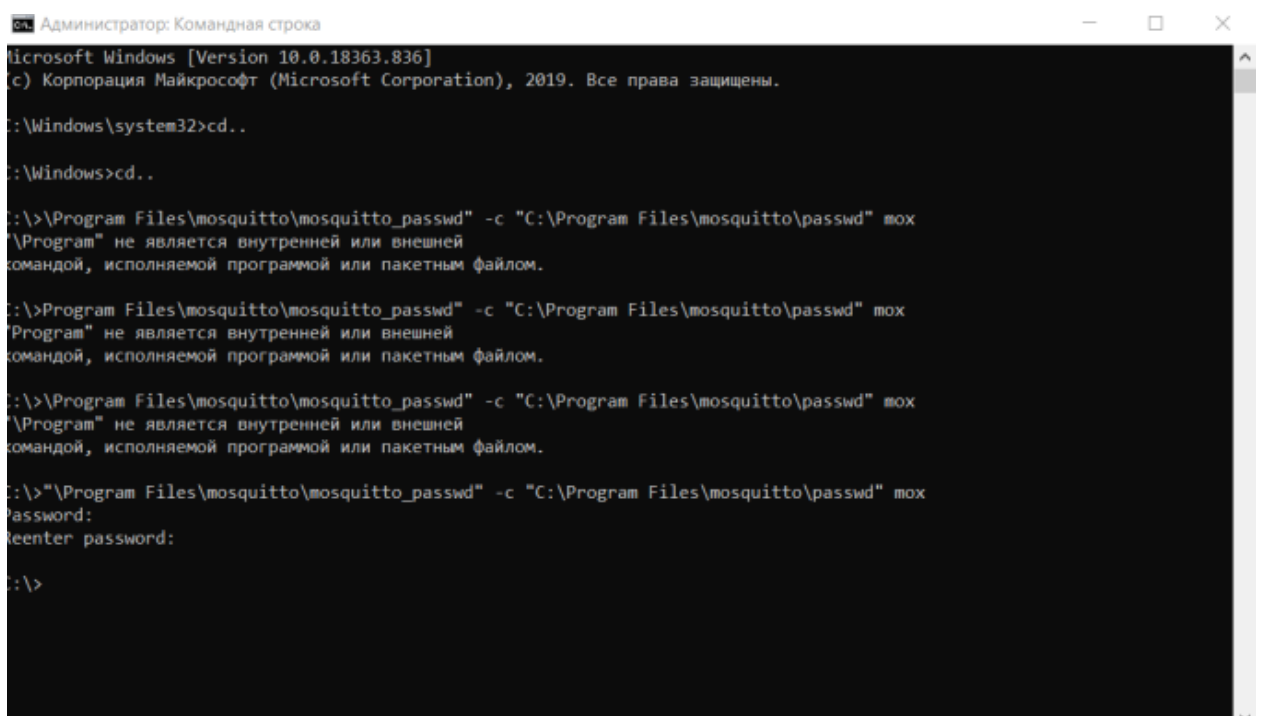 Администратор: Командная строка
Microsoft Windows [Version 10.0.18363.836]
(c) Корпорация Майкрософт (Microsoft Corporation), 2019. Все права защищены.
C:\Windows\system32>cd..
C:\Windows>cd..
C:\>\Program Files\mosquitto\mosquitto_passwd" -c "C:\Program Files\mosquitto\passwd" mox
"\Program" не является внутренней или внешней
командой, исполняемой программой или пакетным файлом.
C:\>Program Files\mosquitto\mosquitto_passwd" -c "C:\Program Files\mosquitto\passwd" mox
"Program" не является внутренней или внешней
командой, исполняемой программой или пакетным файлом.
C:\>\Program Files\mosquitto\mosquitto_passwd" -c "C:\Program Files\mosquitto\passwd" mox
"\Program" не является внутренней или внешней
командой, исполняемой программой или пакетным файлом.
C:\>"\Program Files\mosquitto\mosquitto_passwd" -c "C:\Program Files\mosquitto\passwd" mox
Password:
Reenter password:
C:\>